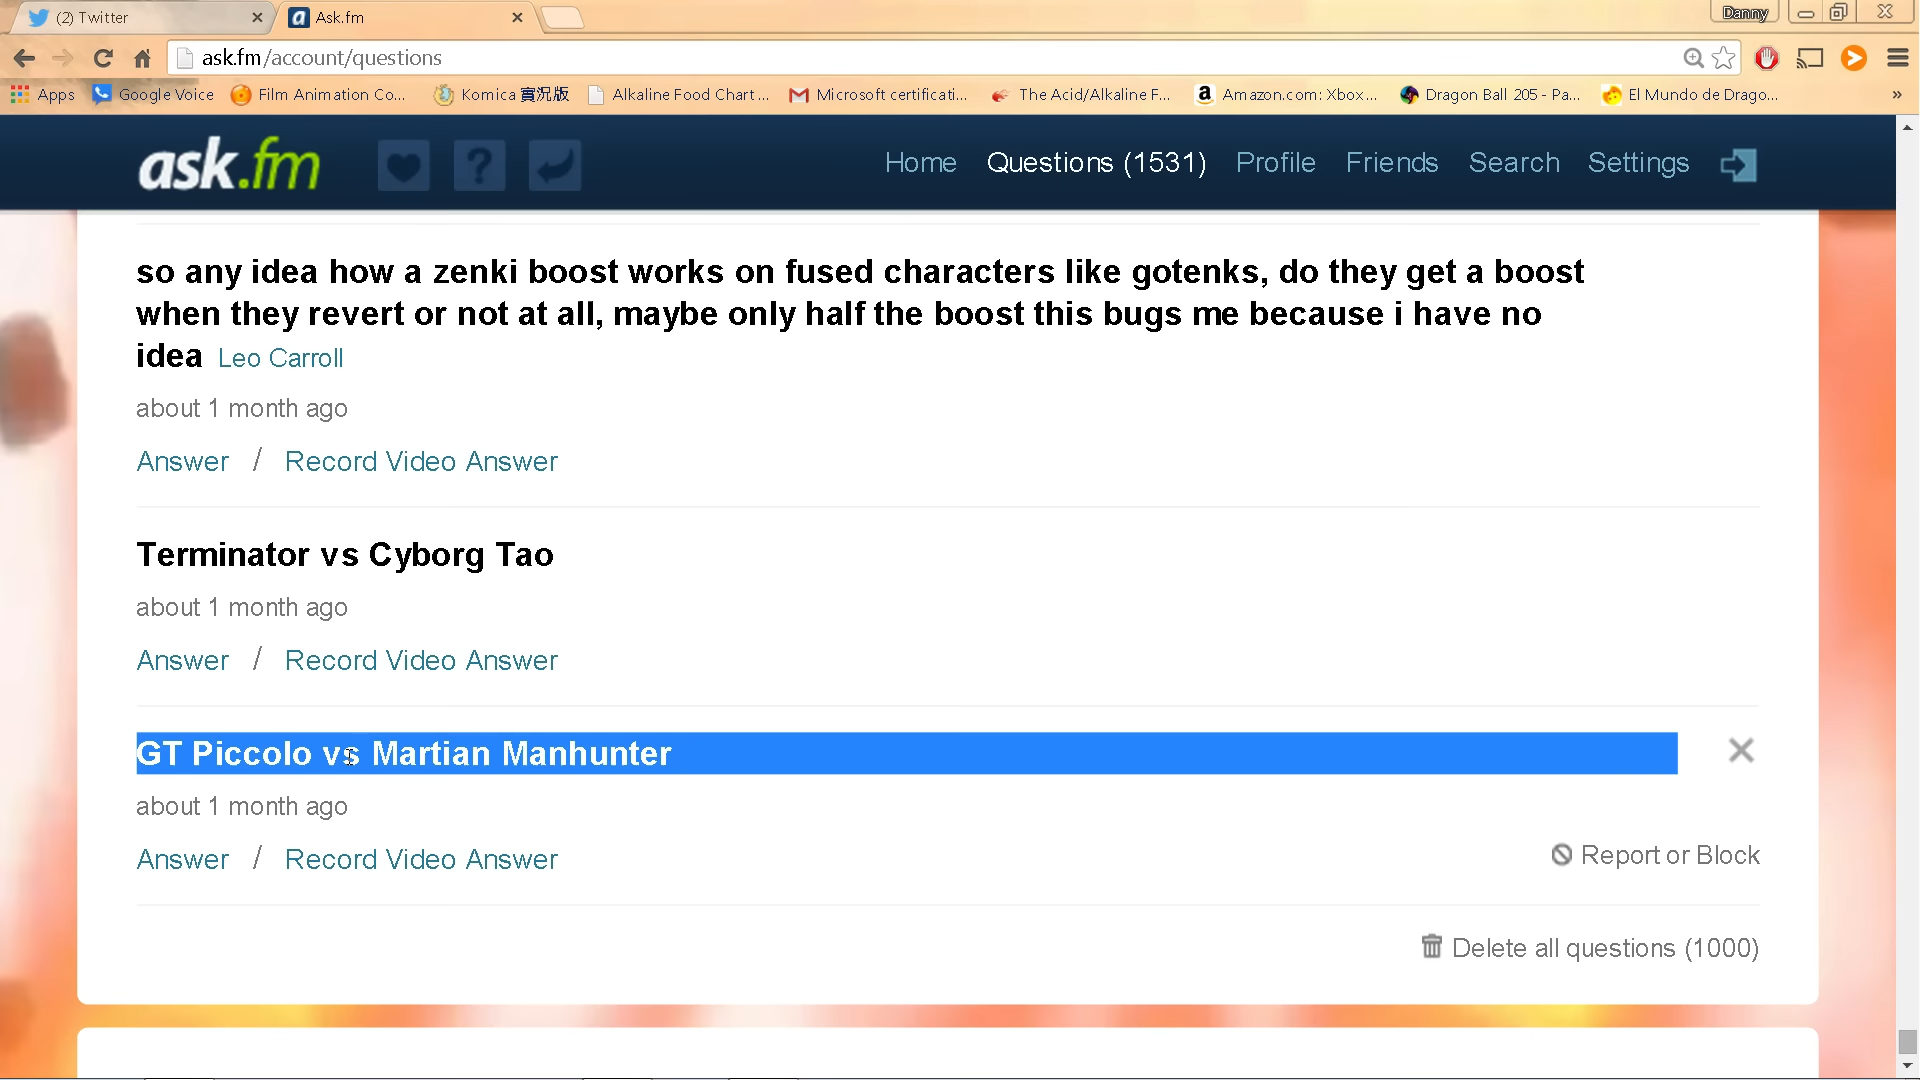 (2) Twitter
Ask.fm
Danny
ask.fm/account/questions
Apps
Google Voice
Film Animation Co...
Komica 實況版
Alkaline Food Chart ...
Microsoft certificati...
The Acid/Alkaline F...
Amazon.com: Xbox...
Dragon Ball 205 - Pa...
El Mundo de Drago...
»
ask.fm
Home
Questions (1531)
Profile
Friends
Search
Settings
so any idea how a zenki boost works on fused characters like gotenks, do they get a boost
when they revert or not at all, maybe only half the boost this bugs me because i have no
idea Leo Carroll
about 1 month ago
Answer / Record Video Answer
Terminator vs Cyborg Tao
about 1 month ago
Answer / Record Video Answer
GT Piccolo vs Martian Manhunter
about 1 month ago
Answer / Record Video Answer
Report or Block
Delete all questions (1000)